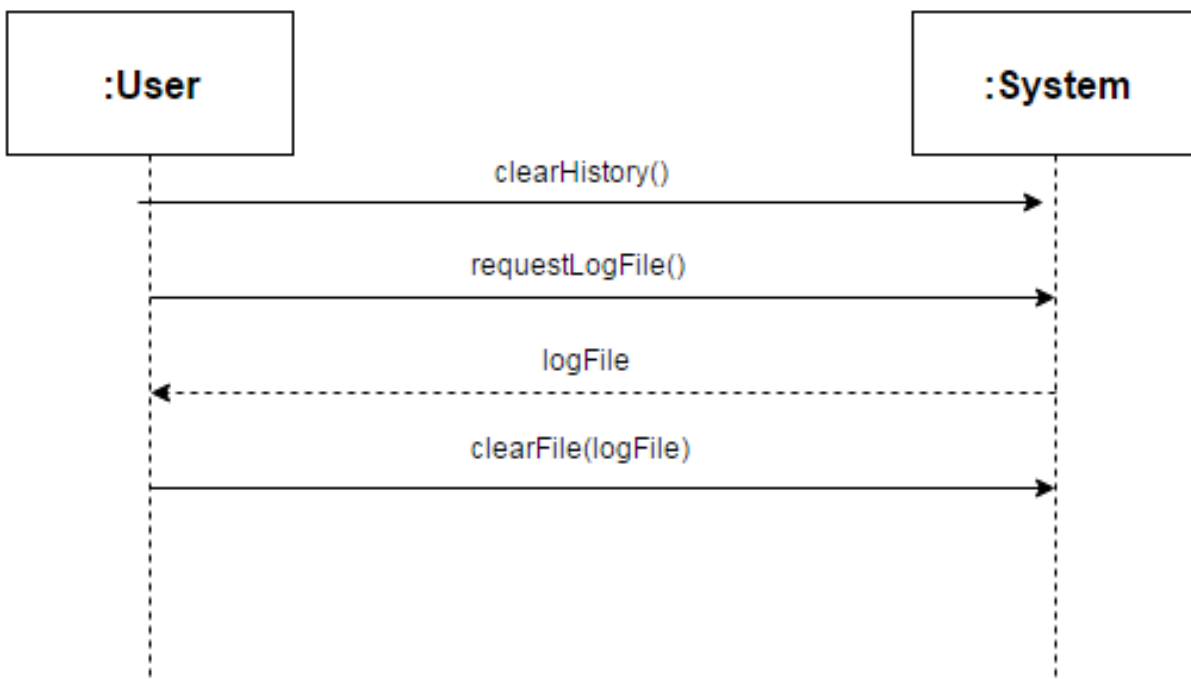 :User
:System
clearHistory()
requestLogFile()
logFile
clearFile(logFile)